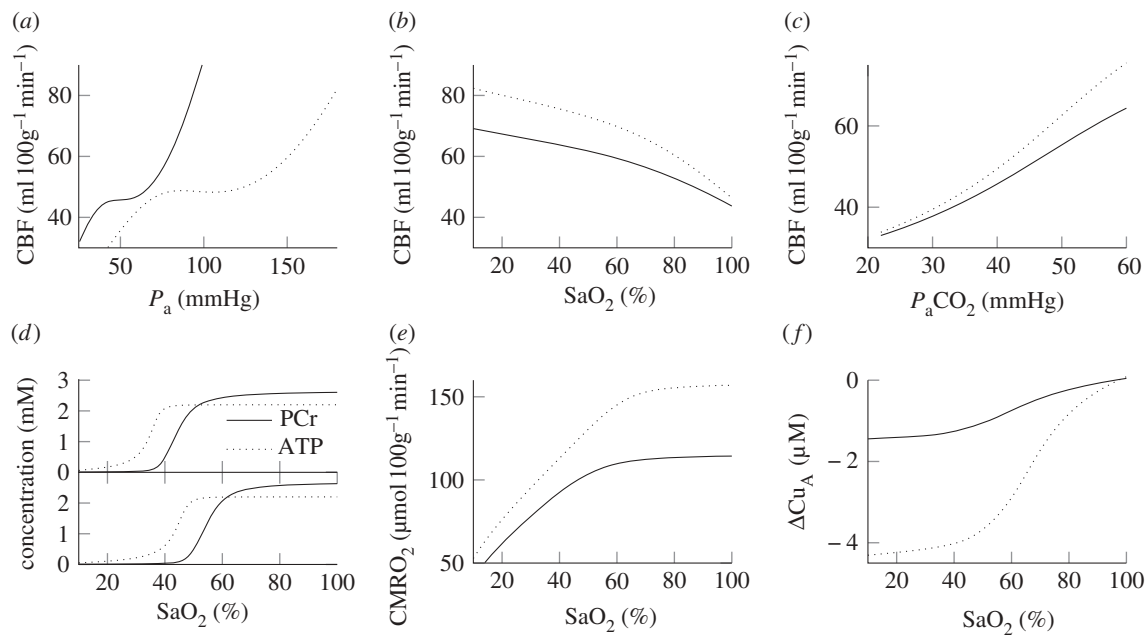 (a)
CBF (ml 100g⁻¹ min⁻¹)
80
60
40
50 100 150
Pa (mmHg)
(b)
CBF (ml 100g⁻¹ min⁻¹)
80
60
40
20 40 60 80 100
SaO₂ (%)
(c)
CBF (ml 100g⁻¹ min⁻¹)
60
40
20 30 40 50 60
PaCO₂ (mmHg)
(d)
concentration (mM)
3
2
1
0
PCr
ATP
2
1
0
20 40 60 80 100
SaO₂ (%)
(e)
CMRO₂ (μmol 100g⁻¹ min⁻¹)
150
100
50
20 40 60 80 100
SaO₂ (%)
(f)
ΔCuA (μM)
0
−2
−4
20 40 60 80 100
SaO₂ (%)